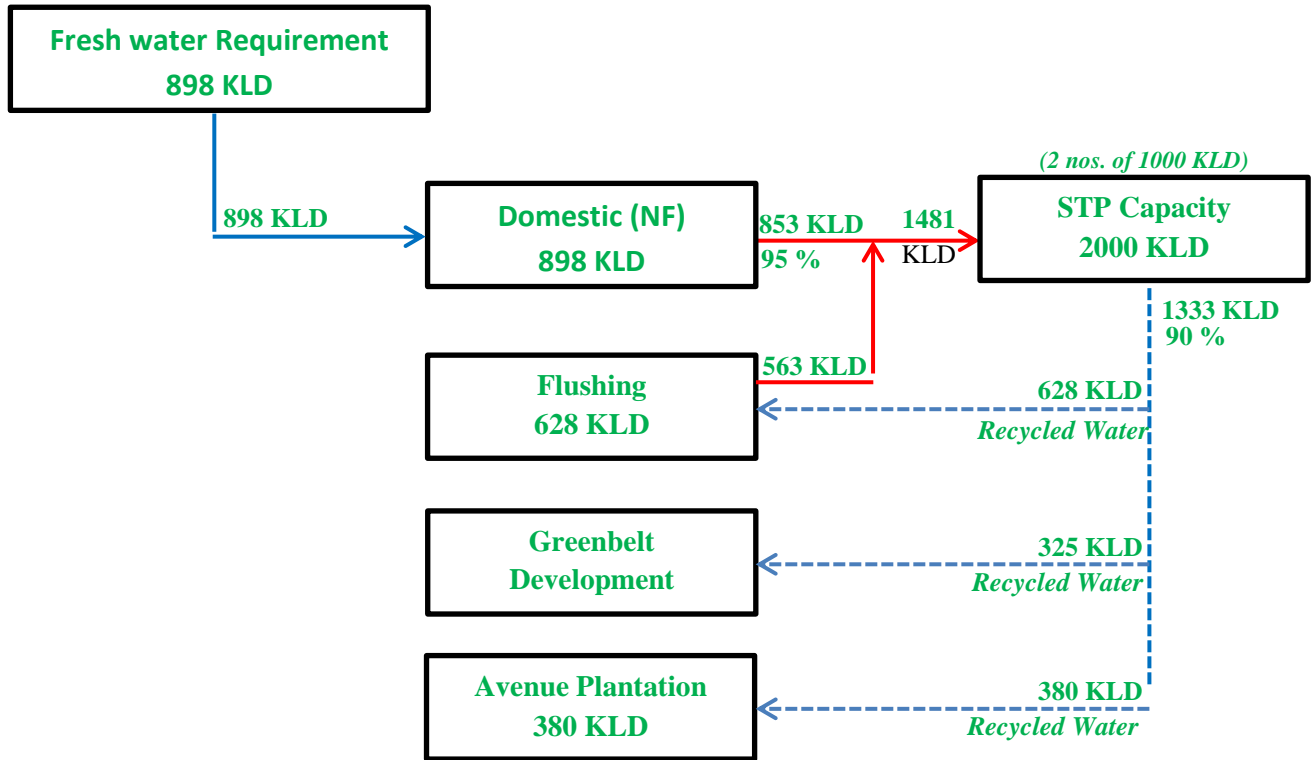 Fresh water Requirement
898 KLD
(2 nos. of 1000 KLD)
STP Capacity
2000 KLD
898 KLD
Domestic (NF)
898 KLD
853 KLD
95 %
1481
KLD
1333 KLD
90 %
Flushing
628 KLD
563 KLD
628 KLD
Recycled Water
Greenbelt
Development
325 KLD
Recycled Water
Avenue Plantation
380 KLD
380 KLD
Recycled Water